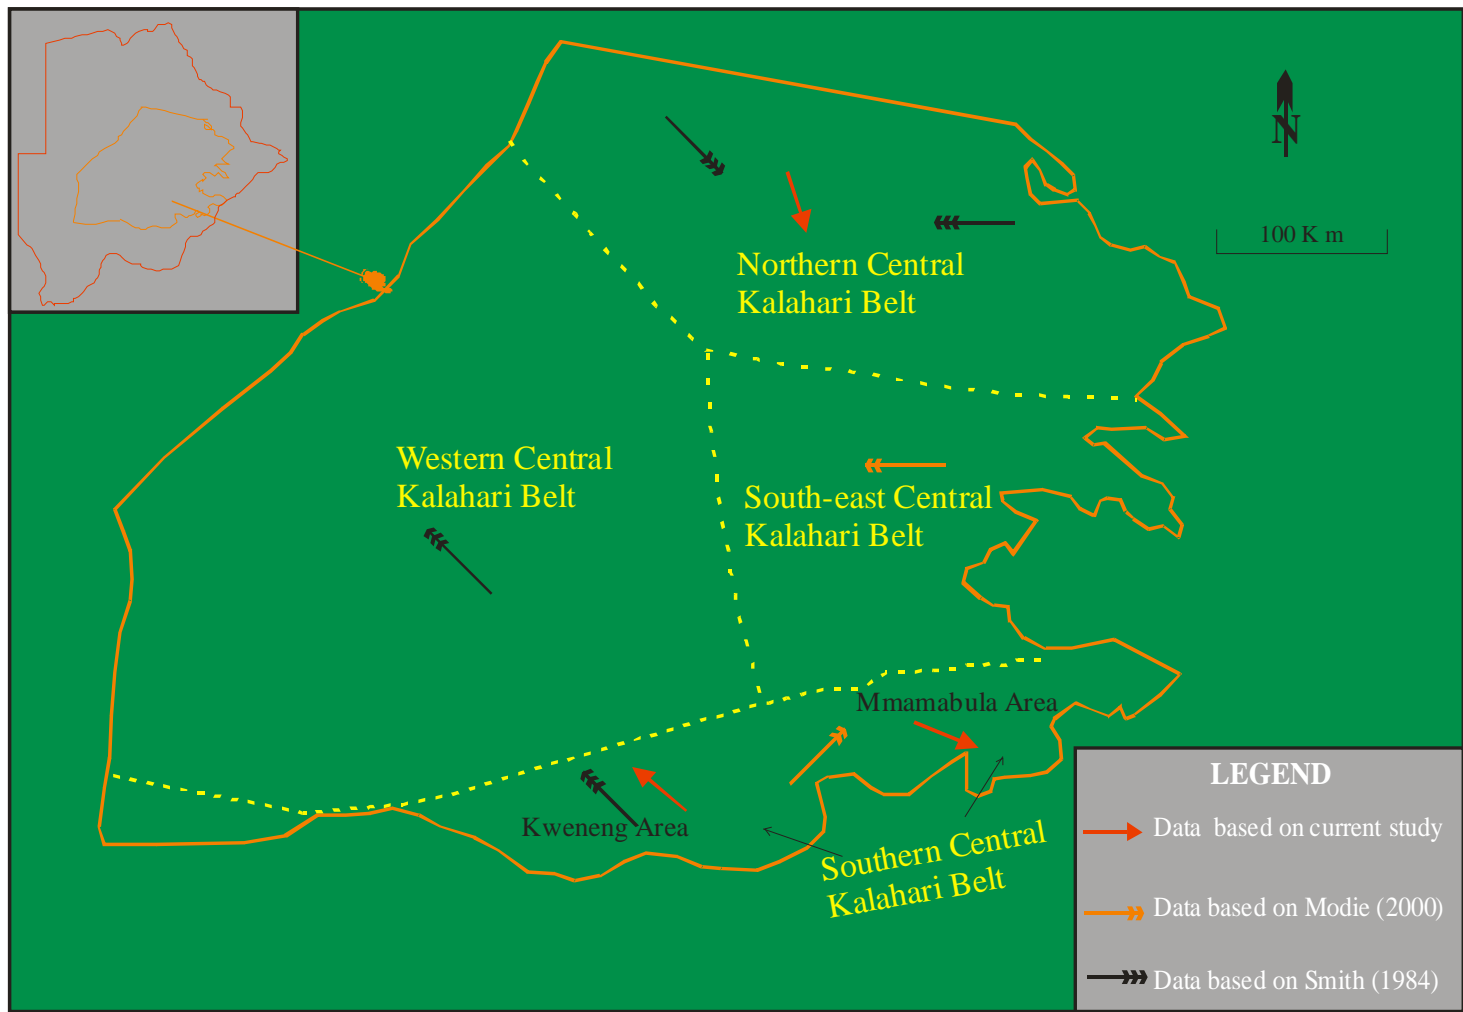 N
100 K m
Northern Central
Kalahari Belt
Western Central
Kalahari Belt
South-east Central
Kalahari Belt
Mmamabula Area
Kweneng Area
Southern Central
Kalahari Belt
LEGEND
Data based on current study
Data based on Modie (2000)
Data based on Smith (1984)